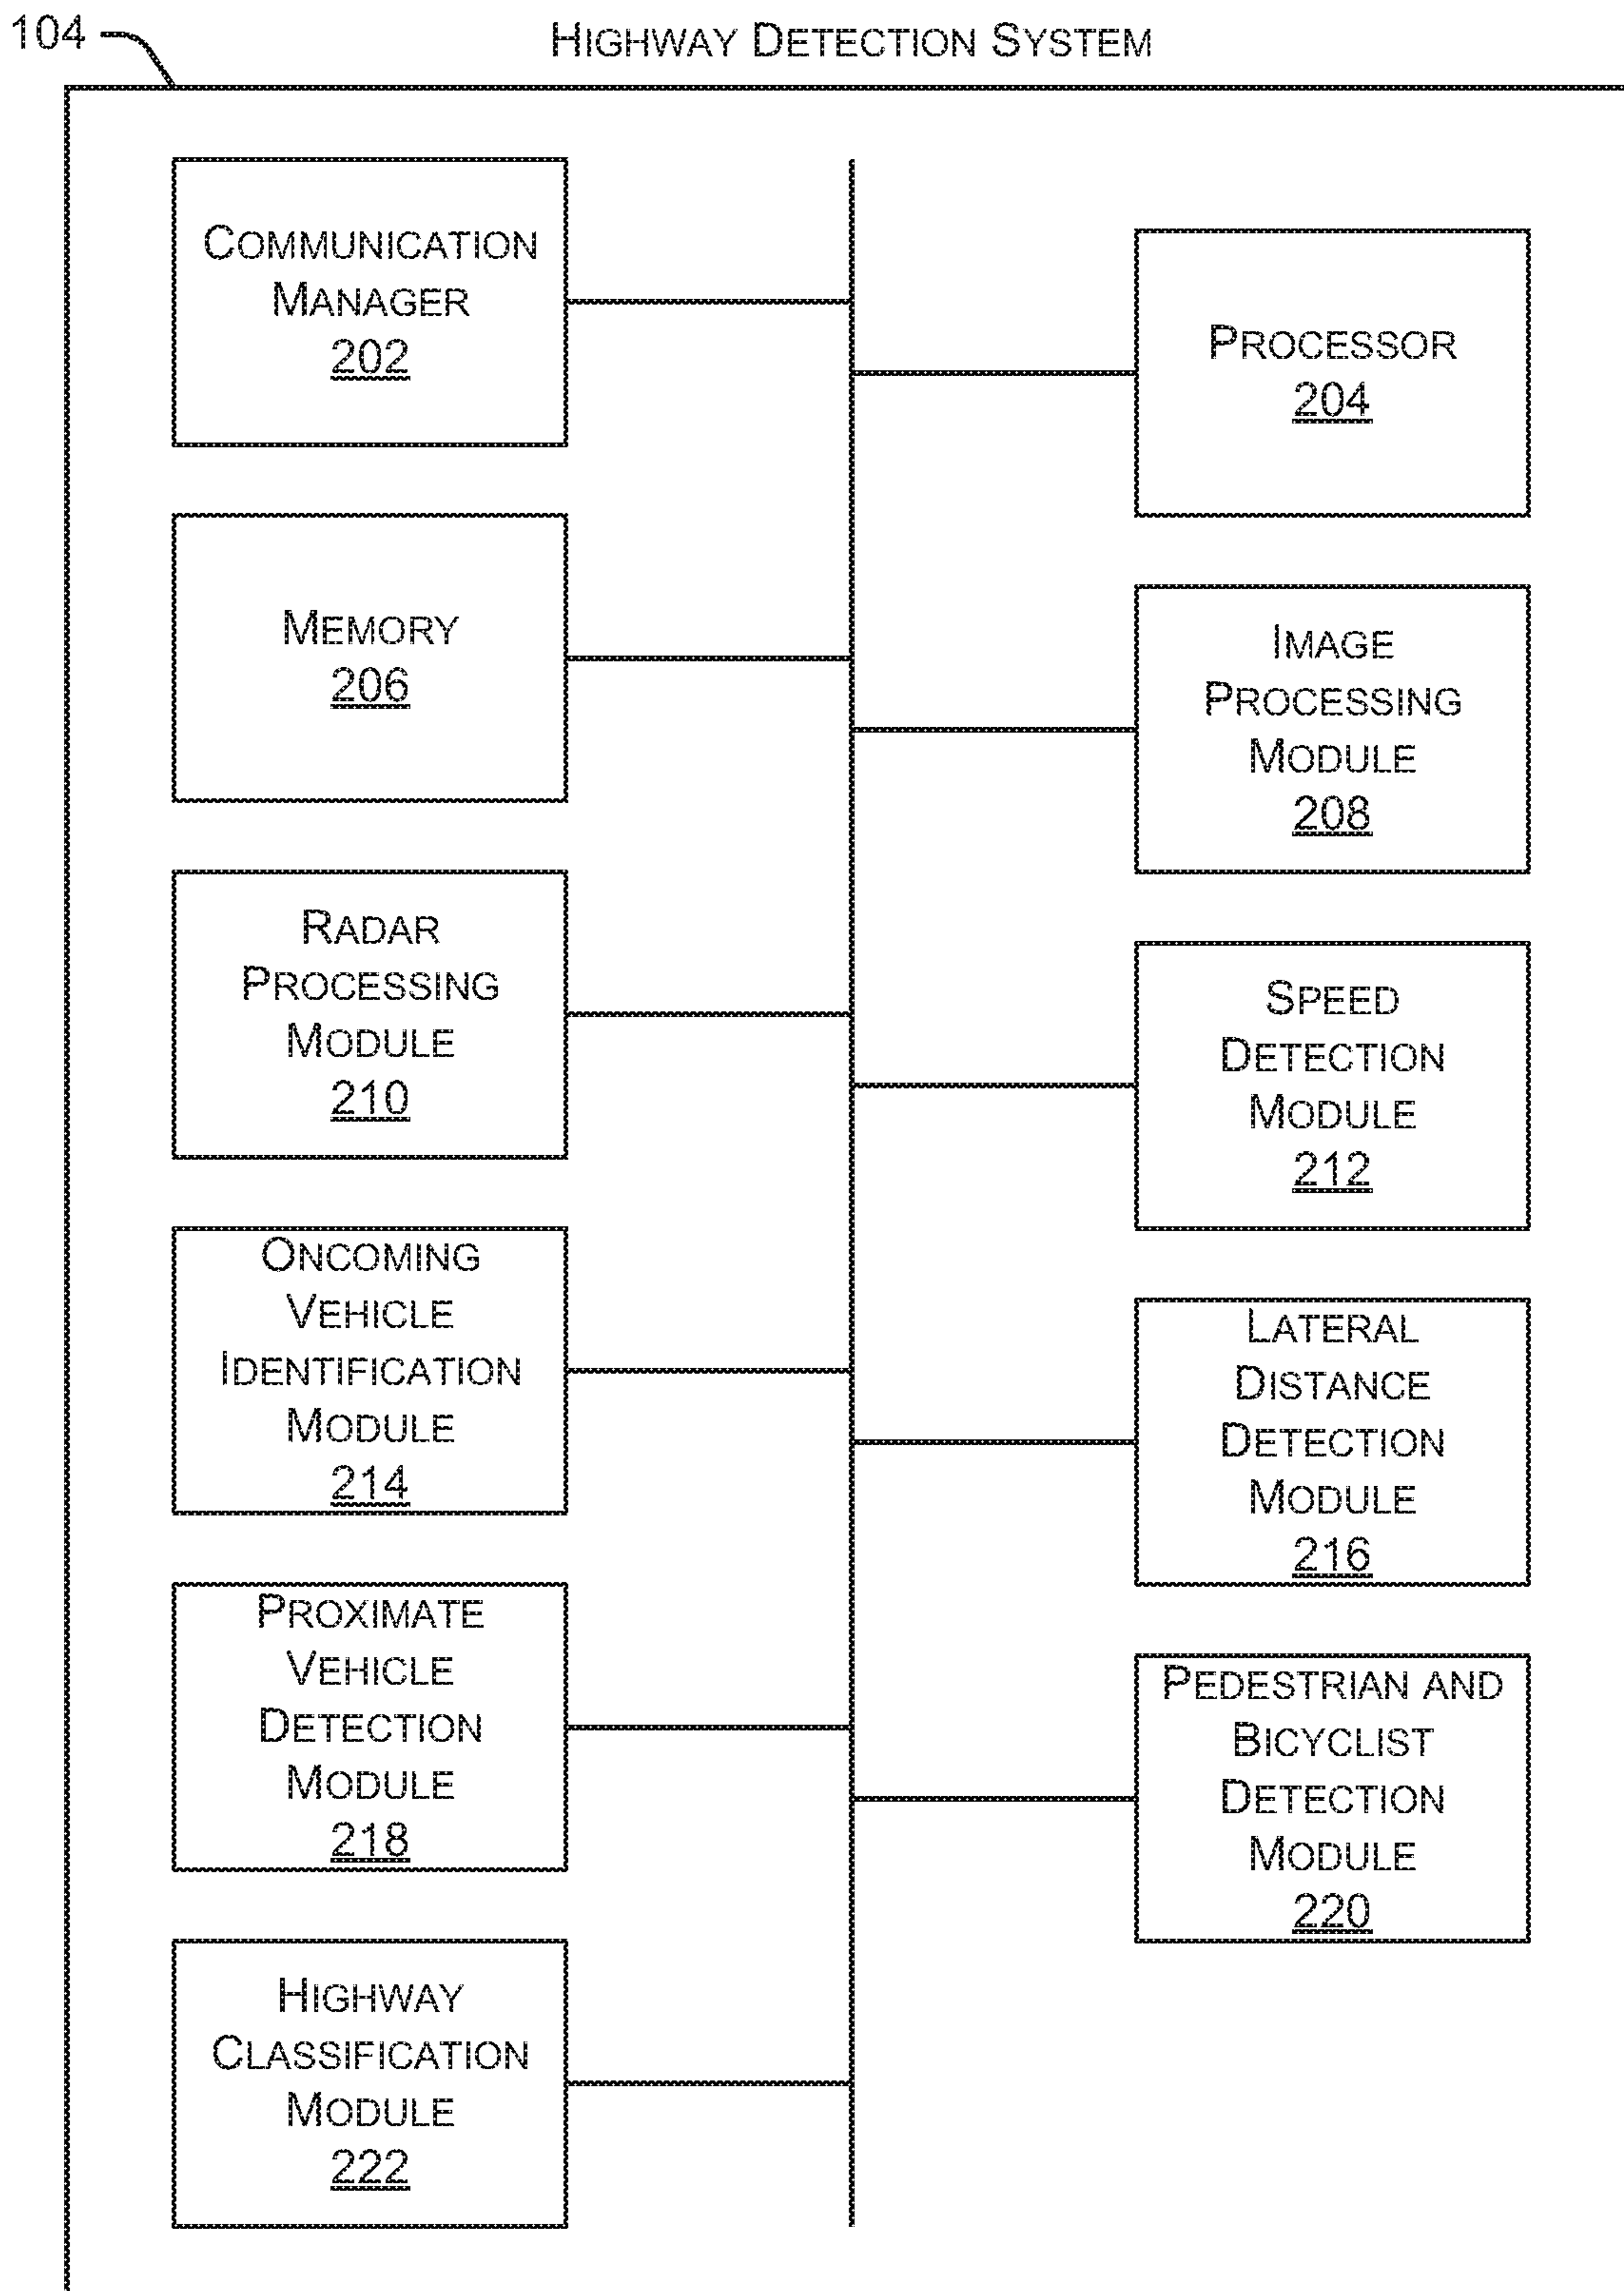 104
HIGHWAY DETECTION SYSTEM
COMMUNICATION
MANAGER
202
PROCESSOR
204
MEMORY
206
IMAGE
PROCESSING
MODULE
208
RADAR
PROCESSING
MODULE
210
SPEED
DETECTION
MODULE
212
ONCOMING
VEHICLE
IDENTIFICATION
MODULE
214
LATERAL
DISTANCE
DETECTION
MODULE
216
PROXIMATE
VEHICLE
DETECTION
MODULE
218
PEDESTRIAN AND
BICYCLIST
DETECTION
MODULE
220
HIGHWAY
CLASSIFICATION
MODULE
222